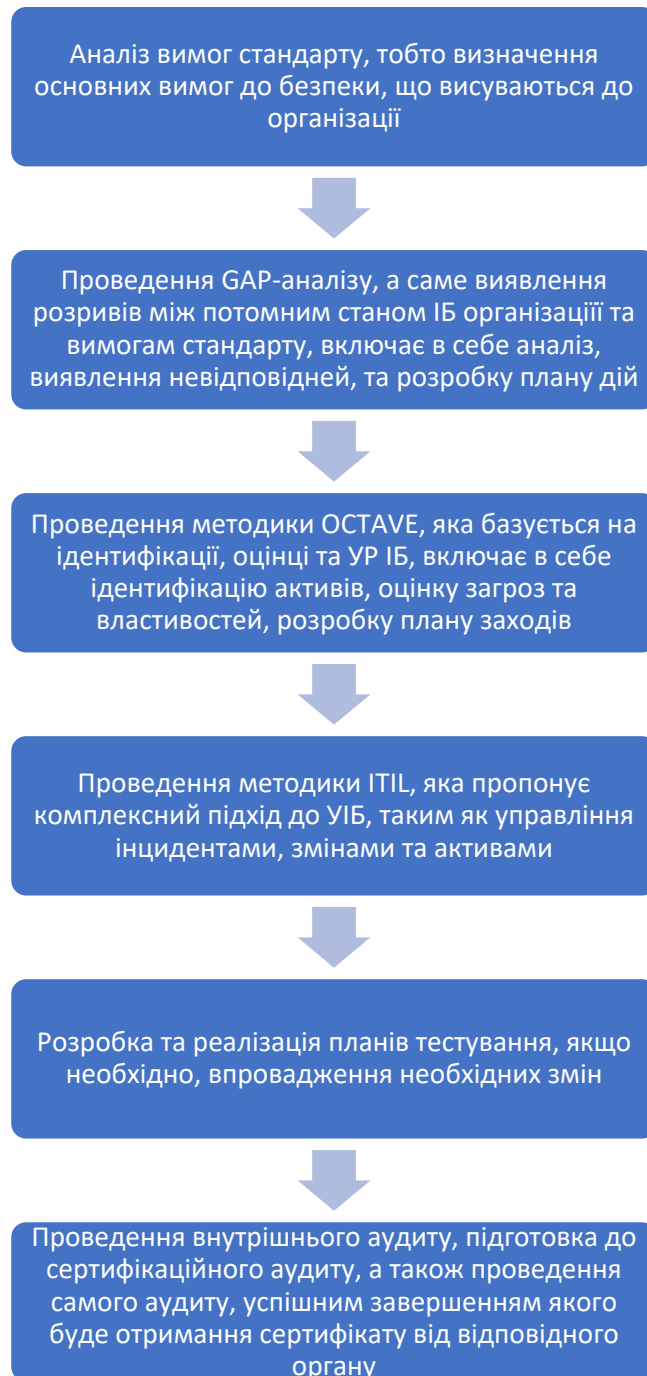 Аналіз вимог стандарту, тобто визначення
основних вимог до безпеки, що висуваються до
організації
Проведення GAP-аналізу, а саме виявлення
розривів між потомним станом ІБ організаціїї та
вимогам стандарту, включає в себе аналіз,
виявлення невідповідней, та розробку плану дій
Проведення методики OCTAVE, яка базується на
ідентифікації, оцінці та УР ІБ, включає в себе
ідентифікацію активів, оцінку загроз та
властивостей, розробку плану заходів
Проведення методики ITIL, яка пропонує
комплексний підхід до УІБ, таким як управління
інцидентами, змінами та активами
Розробка та реалізація планів тестування, якщо
необхідно, впровадження необхідних змін
Проведення внутрішнього аудиту, підготовка до
сертифікаційного аудиту, а також проведення
самого аудиту, успішним завершенням якого
буде отримання сертифікату від відповідного
органу